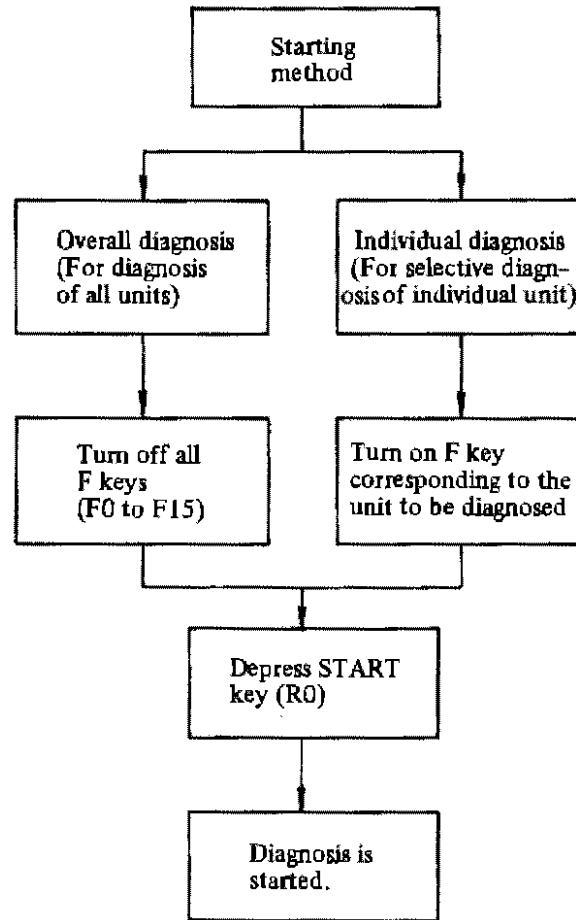 Starting
method
Overall diagnosis
(For diagnosis
of all units)
Individual diagnosis
(For selective diagn-
osis of individual unit)
Turn off all
F keys
(F0 to F15)
Turn on F key
corresponding to the
unit to be diagnosed
Depress START
key (R0)
Diagnosis is
started.